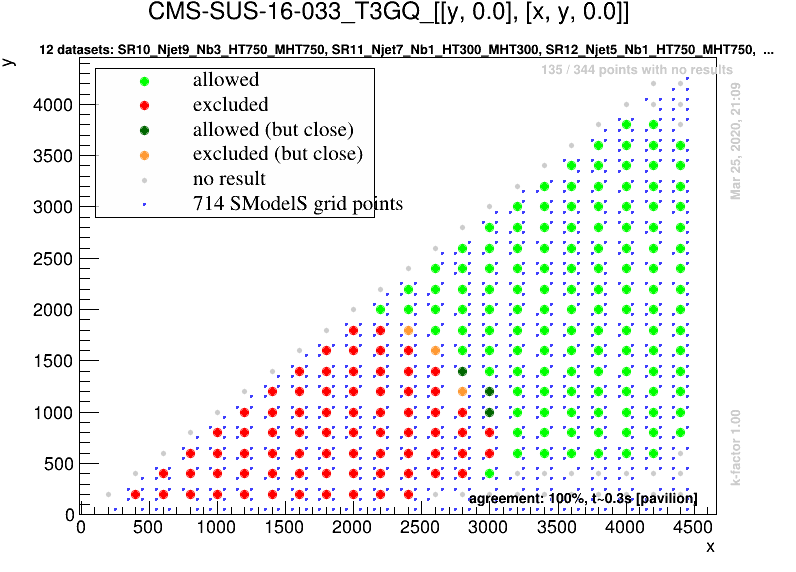 CMS-SUS-16-033_T3GQ_[[y, 0.0], [x, y, 0.0]]
12 datasets: SR10_Njet9_Nb3_HT750_MHT750, SR11_Njet7_Nb1_HT300_MHT300, SR12_Njet5_Nb1_HT750_MHT750, ...
y
135 / 344 points with no results
allowed
excluded
allowed (but close)
excluded (but close)
no result
714 SModelS grid points
Mar 25, 2020, 21:09
k-factor 1.00
4000
3500
3000
2500
2000
1500
1000
500
0
agreement: 100%, t~0.3s [pavilion]
0 500 1000 1500 2000 2500 3000 3500 4000 4500
x